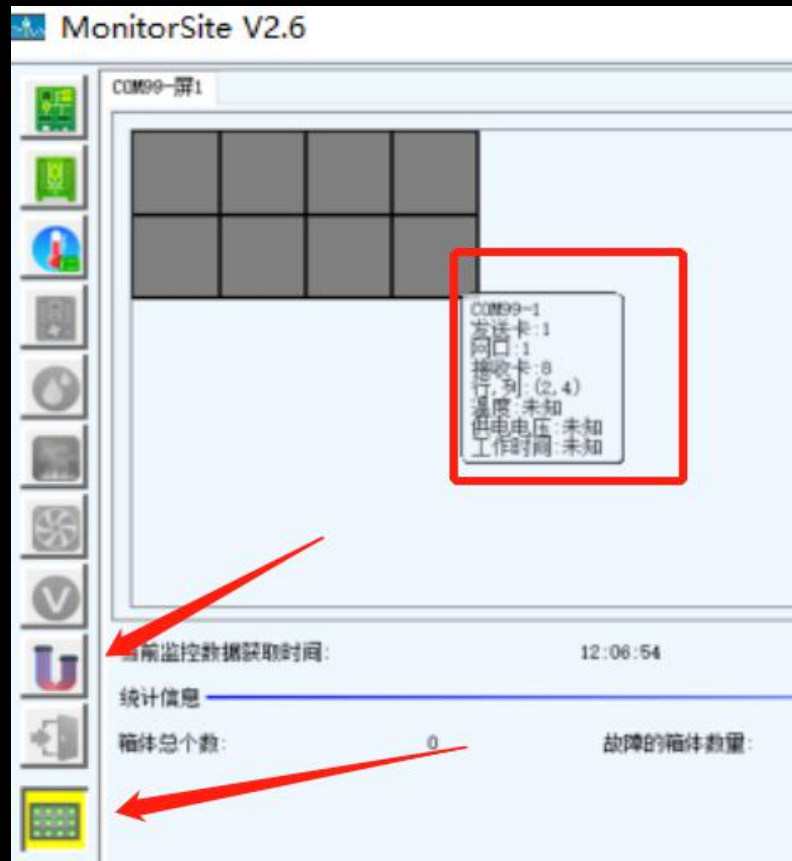 MonitorSite V2.6
COM99-屏1
COM99-1
发送卡:1
网口:1
接收卡:8
行,列:(2,4)
温度:未知
供电电压:未知
工作时间:未知
V
当前监控数据获取时间: 12:06:54
统计信息
箱体总个数: 0 故障的箱体数量: